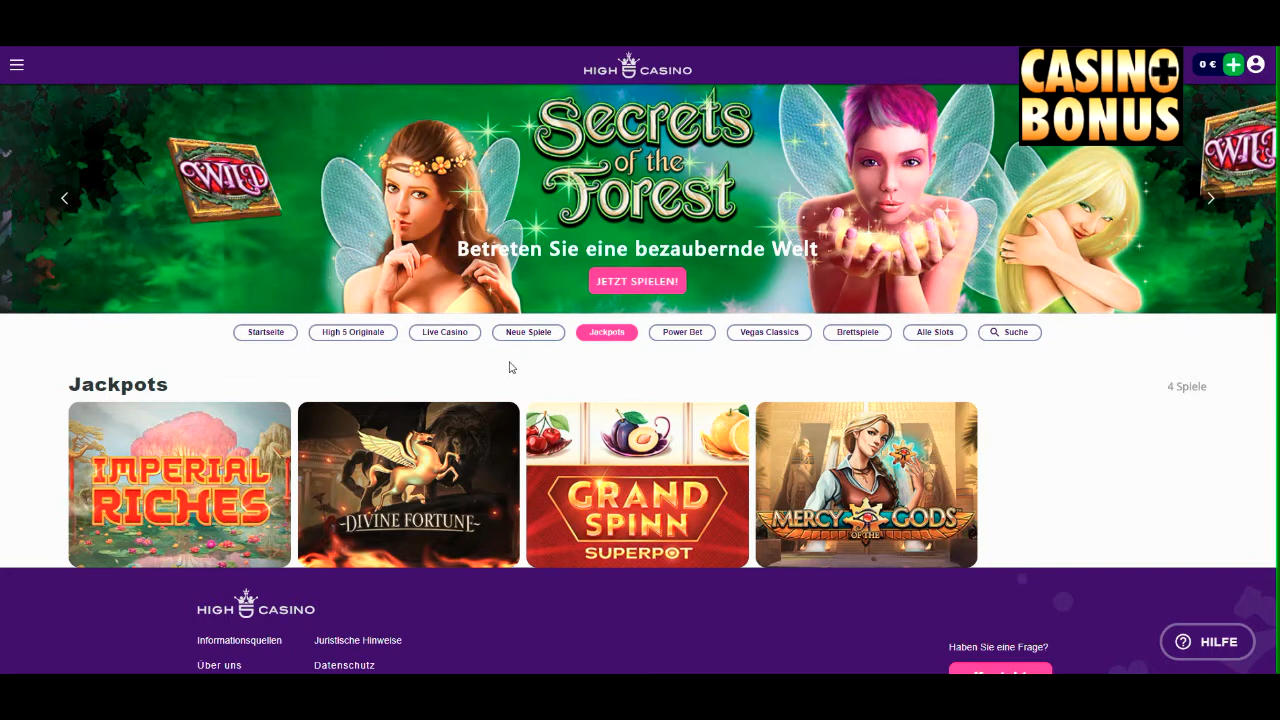 HIGH 5 CASINO
CASINO
BONUS
0 €
WILD
Secrets
of the
Forest
WILD
Betreten Sie eine bezaubernde Welt
JETZT SPIELEN!
Startseite
High 5 Originale
Live Casino
Neue Spiele
Jackpots
Power Bet
Vegas Classics
Brettspiele
Alle Slots
Suche
Jackpots
4 Spiele
IMPERIAL
RICHES
DIVINE FORTUNE
GRAND
SPINN
SUPERPOT
MERCY OF THE GODS
HIGH 5 CASINO
Informationsquellen
Juristische Hinweise
Haben Sie eine Frage?
HILFE
Über uns
Datenschutz